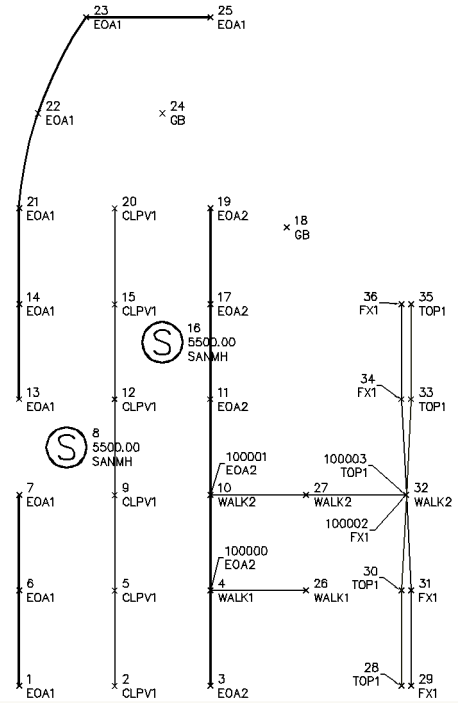 23
EOA1
25
EOA1
22
EOA1
24
GB
21
EOA1
20
CLPV1
19
EOA2
18
GB
14
EOA1
15
CLPV1
17
EOA2
36
FX1
35
TOP1
16
5500.00
SANMH
S
13
EOA1
12
CLPV1
11
EOA2
34
FX1
33
TOP1
8
5500.00
SANMH
S
100001
EOA2
100003
TOP1
7
EOA1
9
CLPV1
10
WALK2
27
WALK2
32
WALK2
100002
FX1
100000
EOA2
6
EOA1
5
CLPV1
4
WALK1
26
WALK1
30
TOP1
31
FX1
1
EOA1
2
CLPV1
3
EOA2
28
TOP1
29
FX1